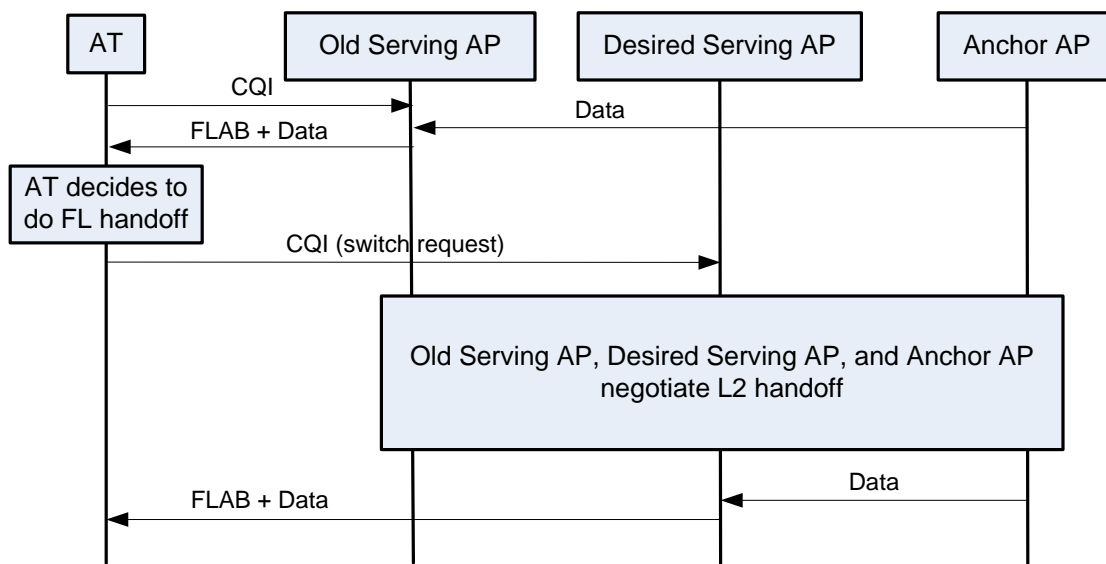 AT
Old Serving AP
Desired Serving AP
Anchor AP
CQI
Data
FLAB + Data
AT decides to
do FL handoff
CQI (switch request)
Old Serving AP, Desired Serving AP, and Anchor AP
negotiate L2 handoff
Data
FLAB + Data